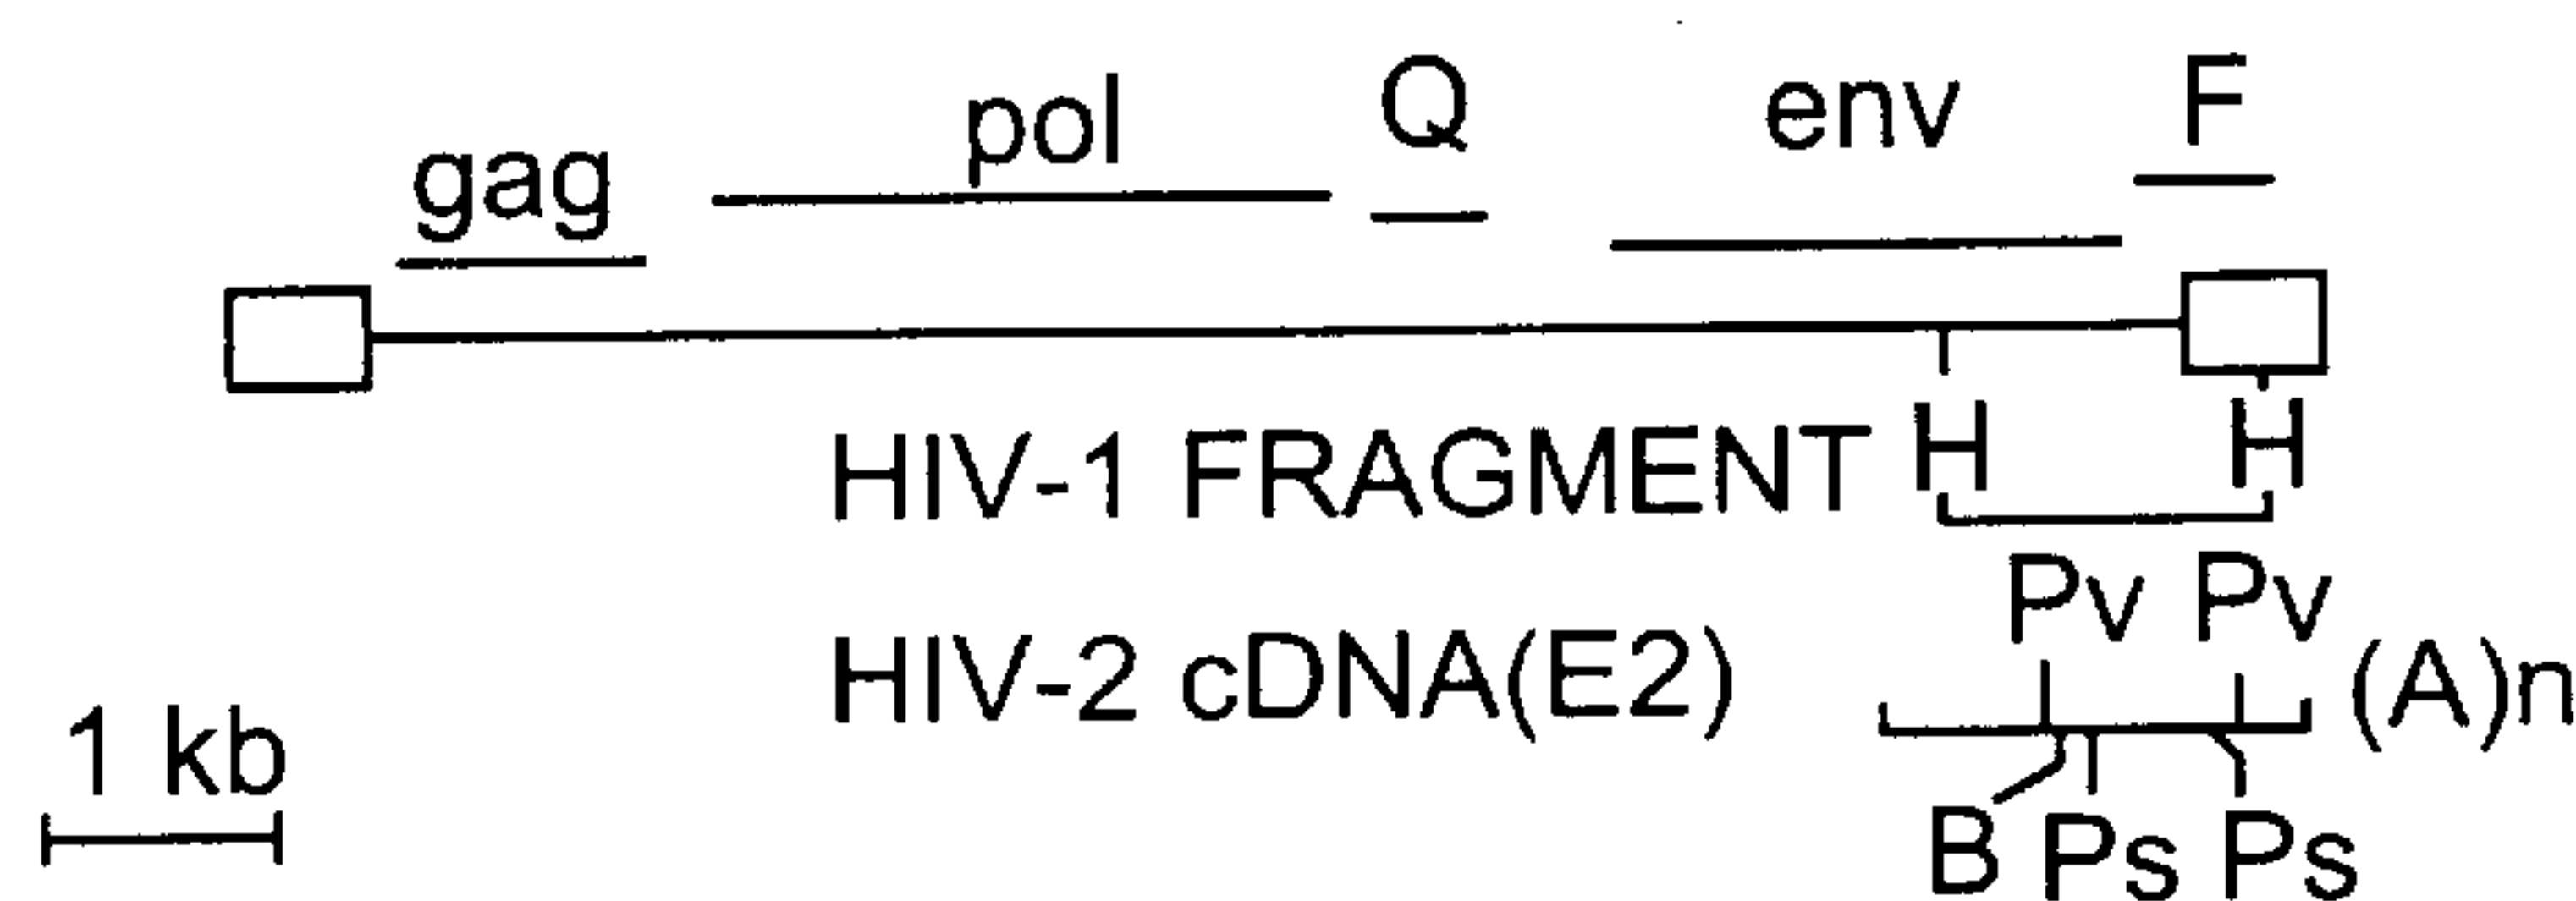 gag pol Q env F
HIV-1 FRAGMENT H H
Pv Pv
HIV-2 cDNA(E2) (A)n
1 kb
B Ps Ps